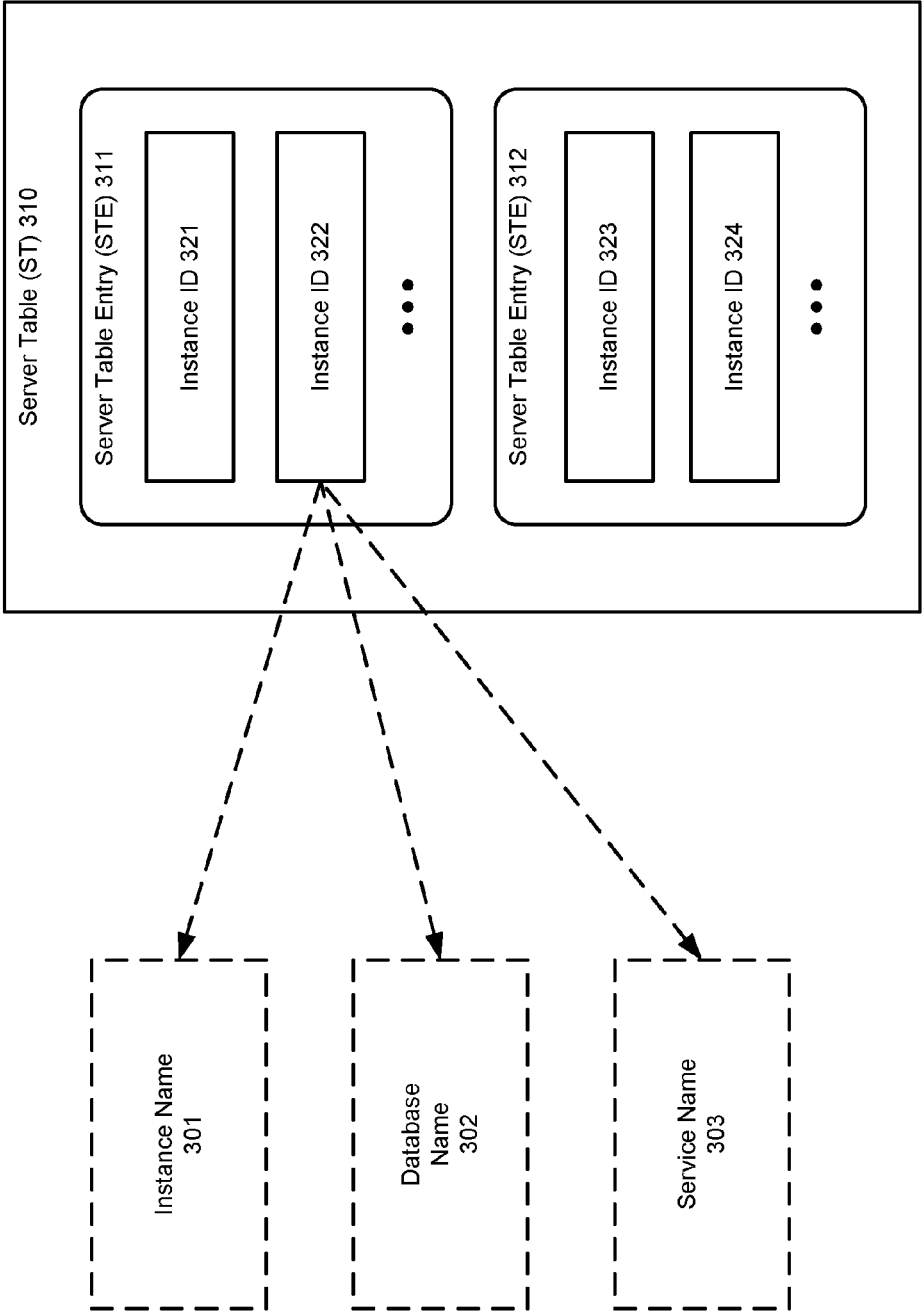 Server Table (ST) 310
Server Table Entry (STE) 311
Instance ID 321
Instance ID 322
Server Table Entry (STE) 312
Instance ID 323
Instance ID 324
Instance Name
301
Database
Name
302
Service Name
303